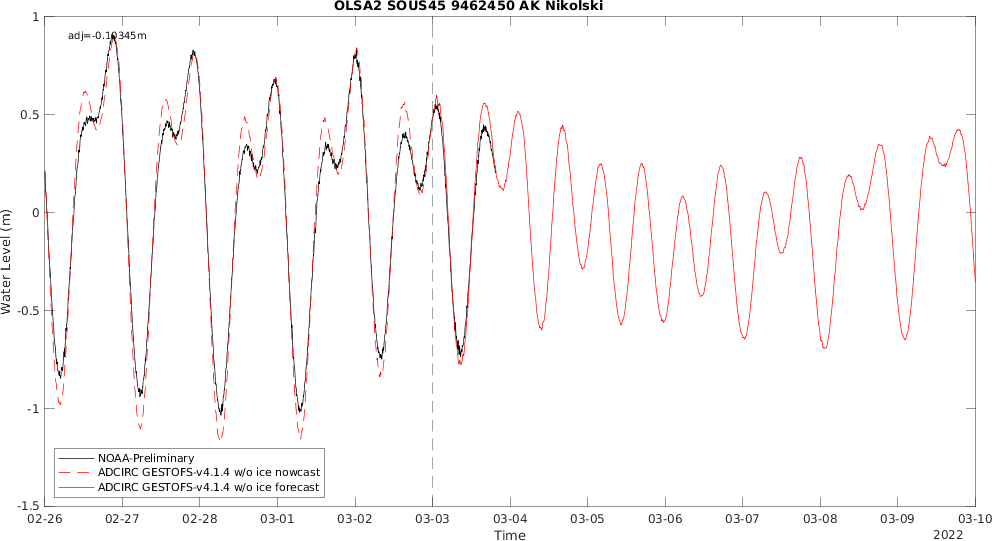 OLSA2 SOUS45 9462450 AK Nikolski
adj=-0.10345m
1
0.5
0
-0.5
-1
-1.5
Water Level (m)
NOAA-Preliminary
ADCIRC GESTOFS-v4.1.4 w/o ice nowcast
ADCIRC GESTOFS-v4.1.4 w/o ice forecast
02-26 02-27 02-28 03-01 03-02 03-03 03-04 03-05 03-06 03-07 03-08 03-09 03-10
Time
2022